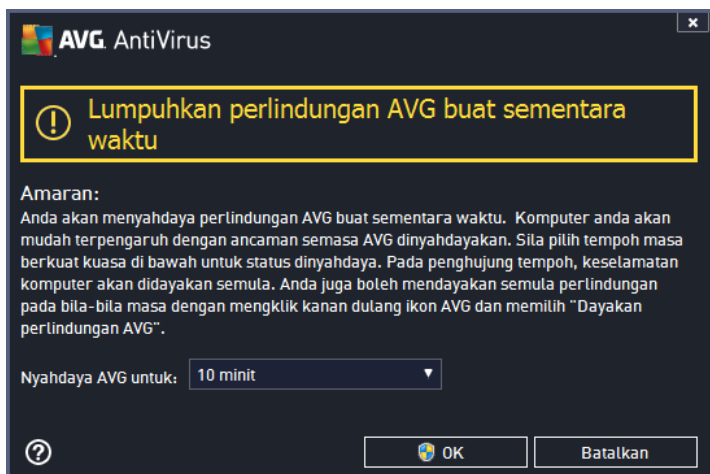 AVG AntiVirus
Lumpuhkan perlindungan AVG buat sementara
waktu
Amaran:
Anda akan menyahdaya perlindungan AVG buat sementara waktu. Komputer anda akan
mudah terpengaruh dengan ancaman semasa AVG dinyahdayakan. Sila pilih tempoh masa
berkuat kuasa di bawah untuk status dinyahdaya. Pada penghujung tempoh, keselamatan
komputer akan didayakan semula. Anda juga boleh mendayakan semula perlindungan
pada bila-bila masa dengan mengklik kanan dulang ikon AVG dan memilih "Dayakan
perlindungan AVG".
Nyahdaya AVG untuk: 10 minit
OK Batalkan